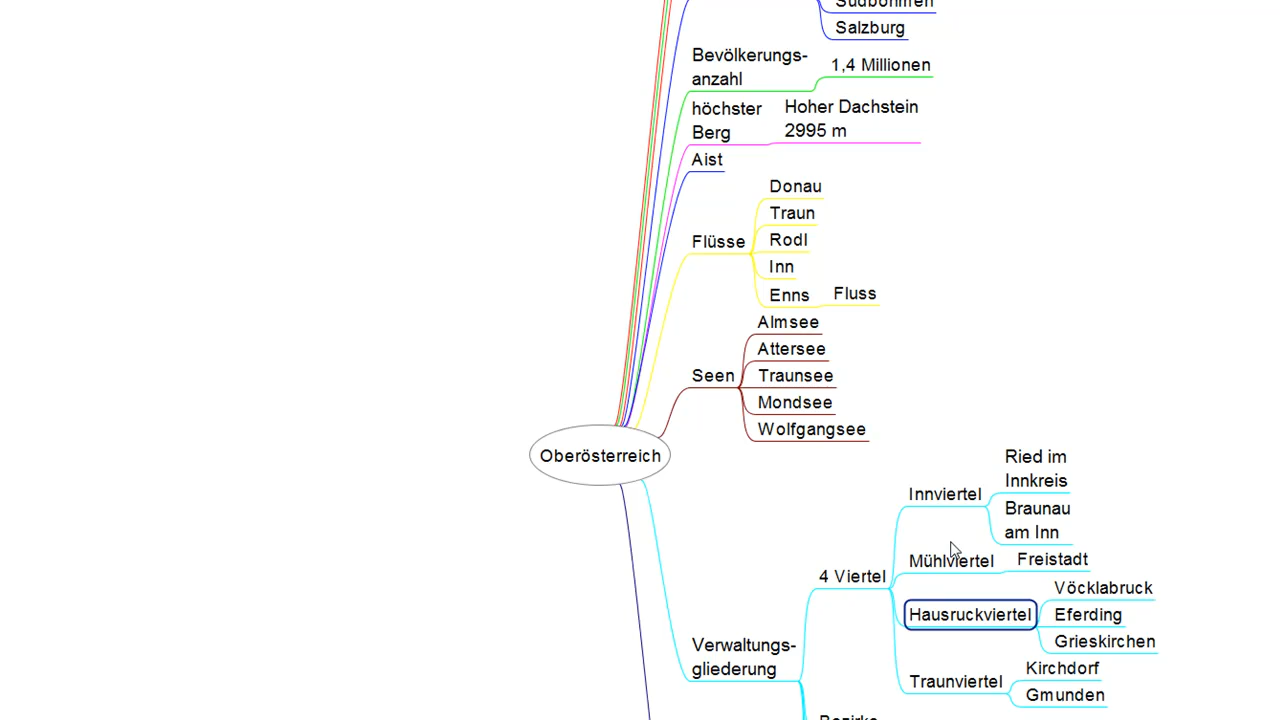 Südböhmen
Salzburg
Bevölkerungs-
anzahl
1,4 Millionen
höchster
Berg
Hoher Dachstein
2995 m
Aist
Flüsse
Donau
Traun
Rodl
Inn
Enns
Fluss
Seen
Almsee
Attersee
Traunsee
Mondsee
Wolfgangsee
Oberösterreich
Verwaltungs-
gliederung
4 Viertel
Innviertel
Ried im
Innkreis
Braunau
am Inn
Mühlviertel
Freistadt
Hausruckviertel
Vöcklabruck
Eferding
Grieskirchen
Traunviertel
Kirchdorf
Gmunden
Bezirke